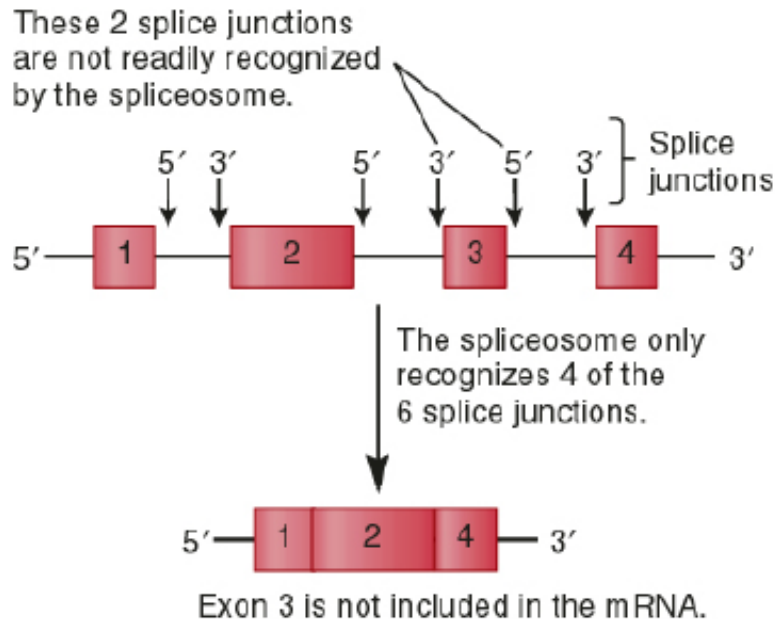 These 2 splice junctions
are not readily recognized
by the spliceosome.
5′ 3′ 5′ 3′ 5′ 3′
Splice
junctions
5′ 1 2 3 4 3′
The spliceosome only
recognizes 4 of the
6 splice junctions.
5′ 1 2 4 3′
Exon 3 is not included in the mRNA.